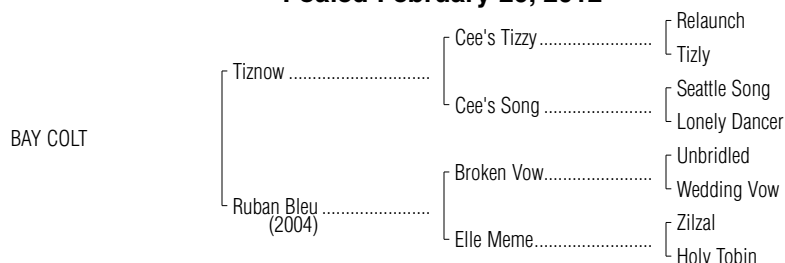 Foaled February 2012
Relaunch
Cee's Tizzy
Tizly
Tiznow
Seattle Song
Cee's Song
Lonely Dancer
BAY COLT
Unbridled
Broken Vow
Wedding Vow
Ruban Bleu
(2004)
Zilzal
Elle Meme
Holy Tobin